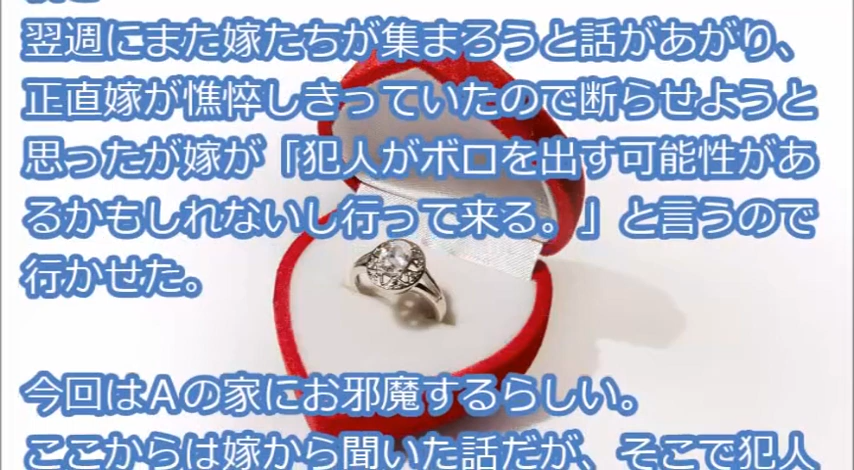 翌週にまた嫁たちが集まろうと話があがり、
正直嫁が憔悴しきっていたので断らせようと
思ったが嫁が「犯人がボロを出す可能性があ
るかもしれないし行って来る。」と言うので
行かせた。
今回はＡの家にお邪魔するらしい。
ここからは嫁から聞いた話だが、そこで犯人